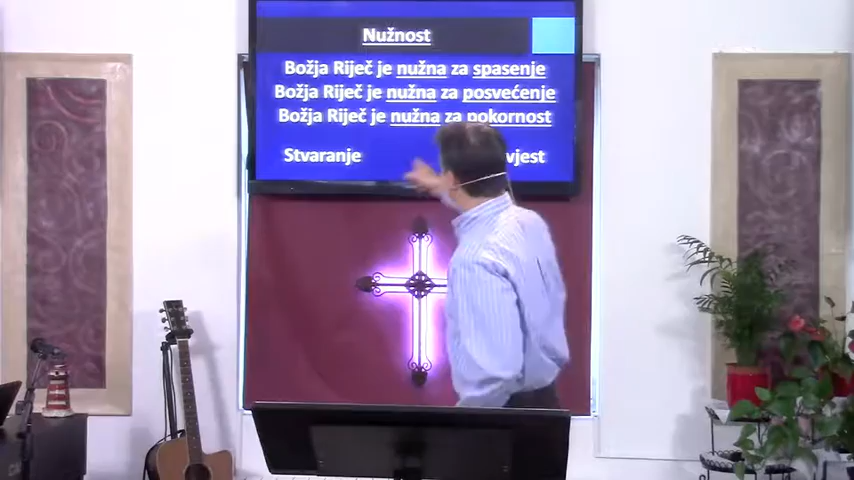 Nužnost
Božja Riječ je nužna za spasenje
Božja Riječ je nužna za posvećenje
Božja Riječ je nužna za pokornost
Stvaranje vjest